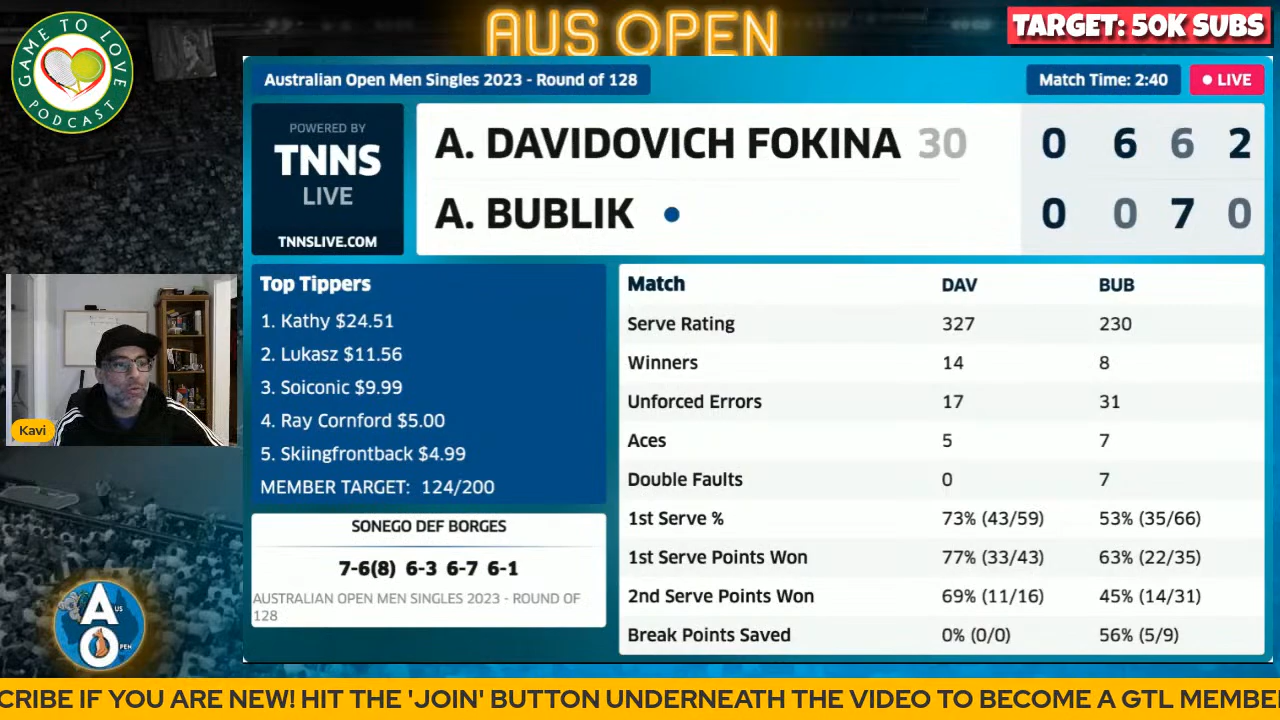 AUS OPEN
TARGET: 50K SUBS
GAME TO LOVE
PODCAST
Australian Open Men Singles 2023 - Round of 128
Match Time: 2:40
LIVE
POWERED BY
TNNS
LIVE
TNNSLIVE.COM
A. DAVIDOVICH FOKINA 30 0 6 6 2
A. BUBLIK 0 0 7 0
Top Tippers
1. Kathy $24.51
2. Lukasz $11.56
3. Soiconic $9.99
4. Ray Cornford $5.00
5. Skiingfrontback $4.99
MEMBER TARGET: 124/200
SONEGO DEF BORGES
7-6(8) 6-3 6-7 6-1
AUSTRALIAN OPEN MEN SINGLES 2023 - ROUND OF
128
Match DAV BUB
Serve Rating 327 230
Winners 14 8
Unforced Errors 17 31
Aces 5 7
Double Faults 0 7
1st Serve % 73% (43/59) 53% (35/66)
1st Serve Points Won 77% (33/43) 63% (22/35)
2nd Serve Points Won 69% (11/16) 45% (14/31)
Break Points Saved 0% (0/0) 56% (5/9)
Kavi
AUS
OPEN
CRIBE IF YOU ARE NEW! HIT THE 'JOIN' BUTTON UNDERNEATH THE VIDEO TO BECOME A GTL MEMBE